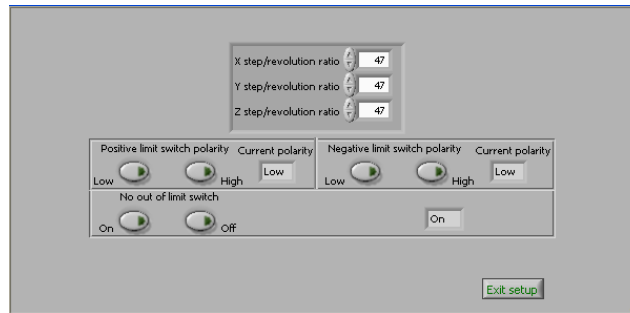 X step/revolution ratio 47
Y step/revolution ratio 47
Z step/revolution ratio 47
Positive limit switch polarity Current polarity
Low High Low
Negative limit switch polarity Current polarity
Low High Low
No out of limit switch
On Off On
Exit setup